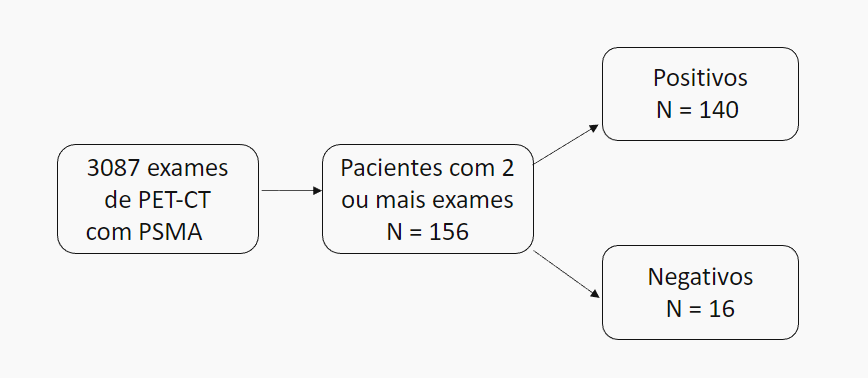 3087 exames
de PET-CT
com PSMA
Pacientes com 2
ou mais exames
N = 156
Positivos
N = 140
Negativos
N = 16